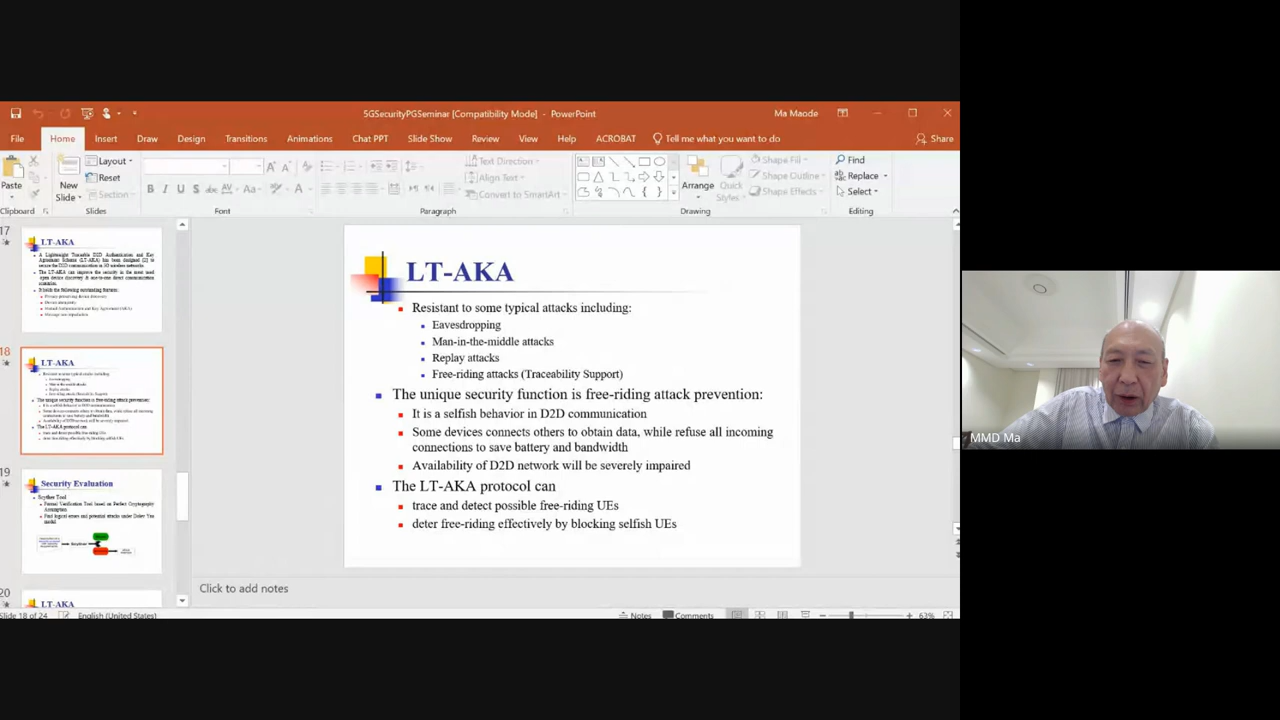 5GSecurityPGSeminar [Compatibility Mode] - PowerPoint
Ma Maode
File Home Insert Draw Design Transitions Animations Chat PPT Slide Show Review View Help ACROBAT Tell me what you want to do Share
Paste
Clipboard
New
Slide
Layout
Reset
Section
Slides
Font
Text Direction
Align Text
Convert to SmartArt
Paragraph
Arrange
Quick
Styles
Shape Fill
Shape Outline
Shape Effects
Drawing
Find
Replace
Select
Editing
17
LT-AKA
18
LT-AKA
19
Security Evaluation
Scyther Tool
20
LT-AKA
LT-AKA
Resistant to some typical attacks including:
Eavesdropping
Man-in-the-middle attacks
Replay attacks
Free-riding attacks (Traceability Support)
The unique security function is free-riding attack prevention:
It is a selfish behavior in D2D communication
Some devices connects others to obtain data, while refuse all incoming
connections to save battery and bandwidth
Availability of D2D network will be severely impaired
The LT-AKA protocol can
trace and detect possible free-riding UEs
deter free-riding effectively by blocking selfish UEs
Click to add notes
Slide 18 of 24 English (United States) Notes Comments 63%
MMD Ma